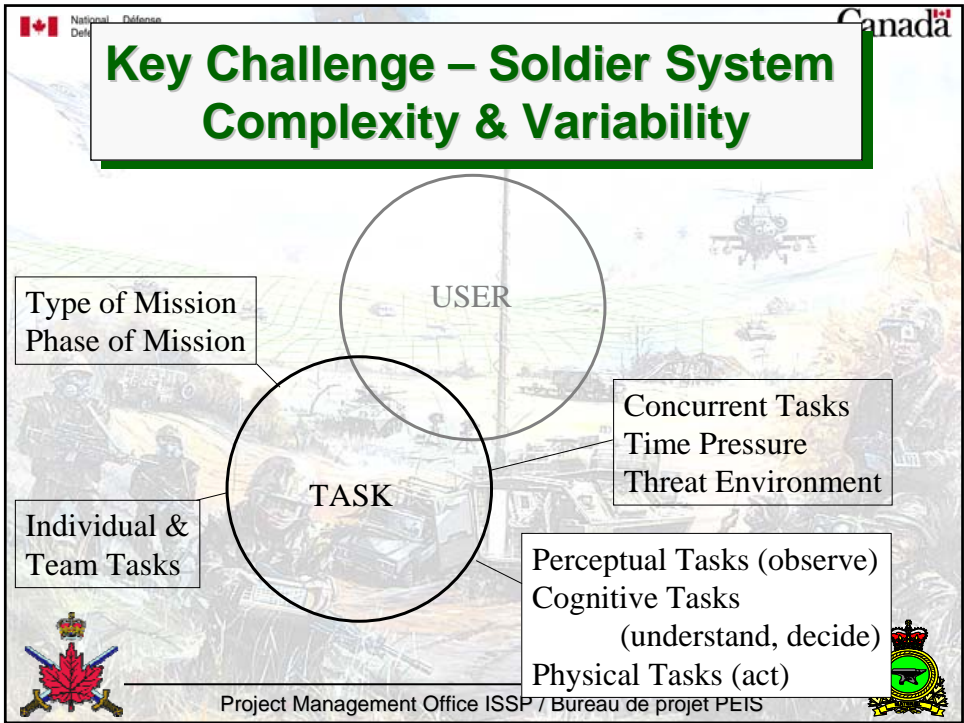 National Défense
Canada
Key Challenge – Soldier System
Complexity & Variability
USER
Type of Mission
Phase of Mission
Concurrent Tasks
Time Pressure
Threat Environment
TASK
Individual &
Team Tasks
Perceptual Tasks (observe)
Cognitive Tasks
(understand, decide)
Physical Tasks (act)
Project Management Office ISSP / Bureau de projet PEIS